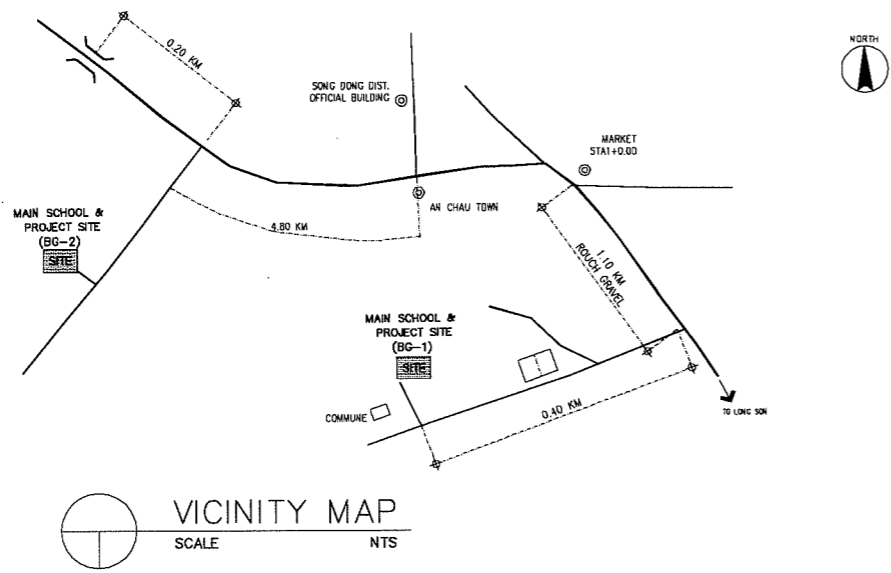 0.20 KM
NORTH
SONG DONG DIST.
OFFICIAL BUILDING
MARKET
STA1+0.00
AN CHAU TOWN
MAIN SCHOOL &
PROJECT SITE
(BG-2)
SITE
4.80 KM
1.10 KM
ROUCH GRAVEL
MAIN SCHOOL &
PROJECT SITE
(BG-1)
SITE
COMMUNE
0.40 KM
TO LONG SON
VICINITY MAP
SCALE NTS